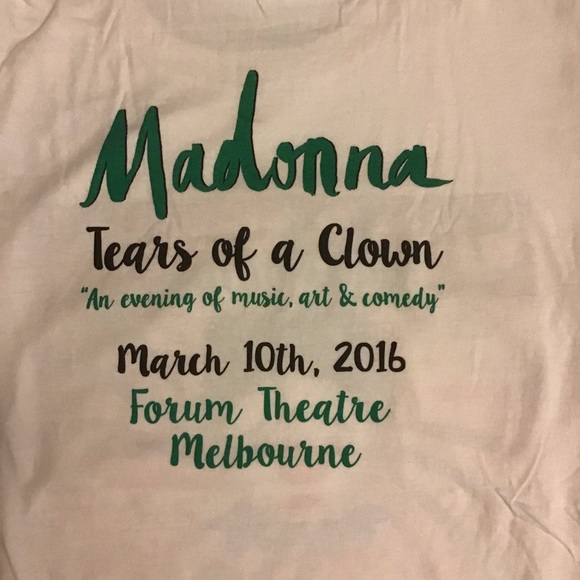 Madonna
Tears of a Clown
"An evening of music, art & comedy"
March 10th, 2016
Forum Theatre
Melbourne